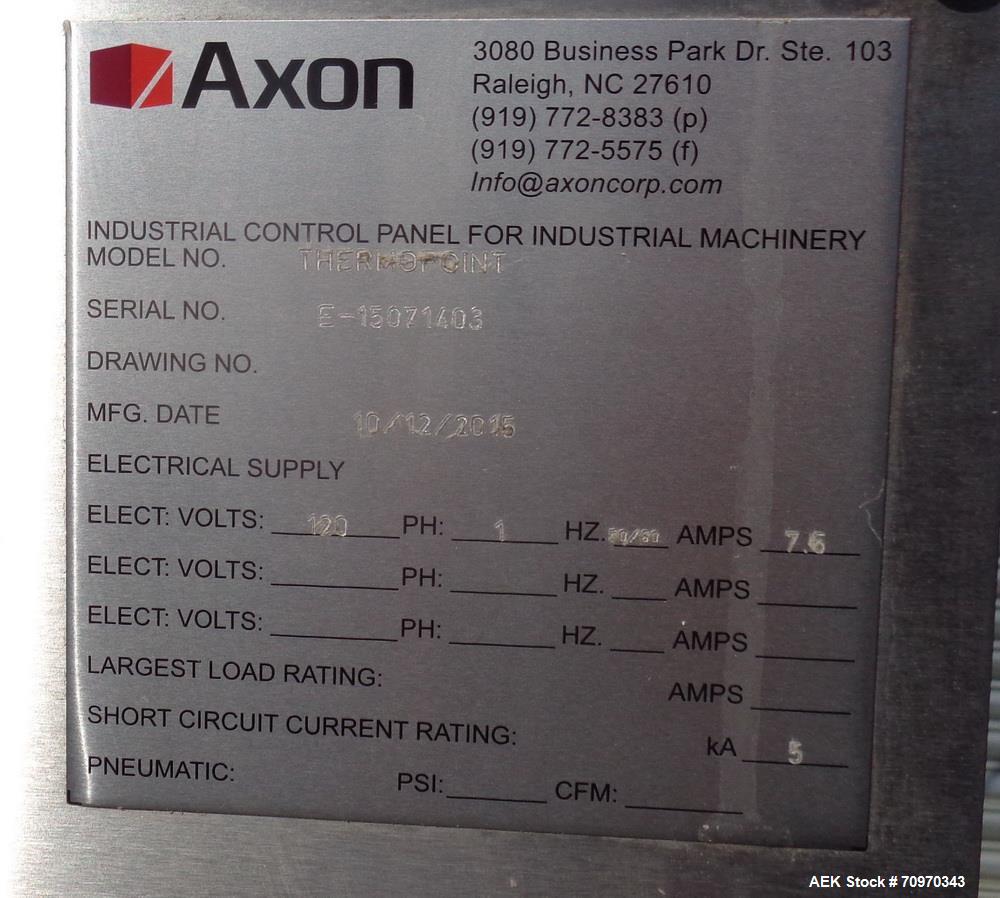 Axon
3080 Business Park Dr. Ste. 103
Raleigh, NC 27610
(919) 772-8383 (p)
(919) 772-5575 (f)
Info@axoncorp.com
INDUSTRIAL CONTROL PANEL FOR INDUSTRIAL MACHINERY
MODEL NO. THERMOPOINT
SERIAL NO. E-15071403
DRAWING NO.
MFG. DATE 10/12/2015
ELECTRICAL SUPPLY
ELECT: VOLTS: 120 PH: 1 HZ. 50/60 AMPS 7.6
ELECT: VOLTS: PH: HZ. AMPS
ELECT: VOLTS: PH: HZ. AMPS
LARGEST LOAD RATING: AMPS
SHORT CIRCUIT CURRENT RATING: kA 5
PNEUMATIC: PSI: CFM:
AEK Stock # 70970343